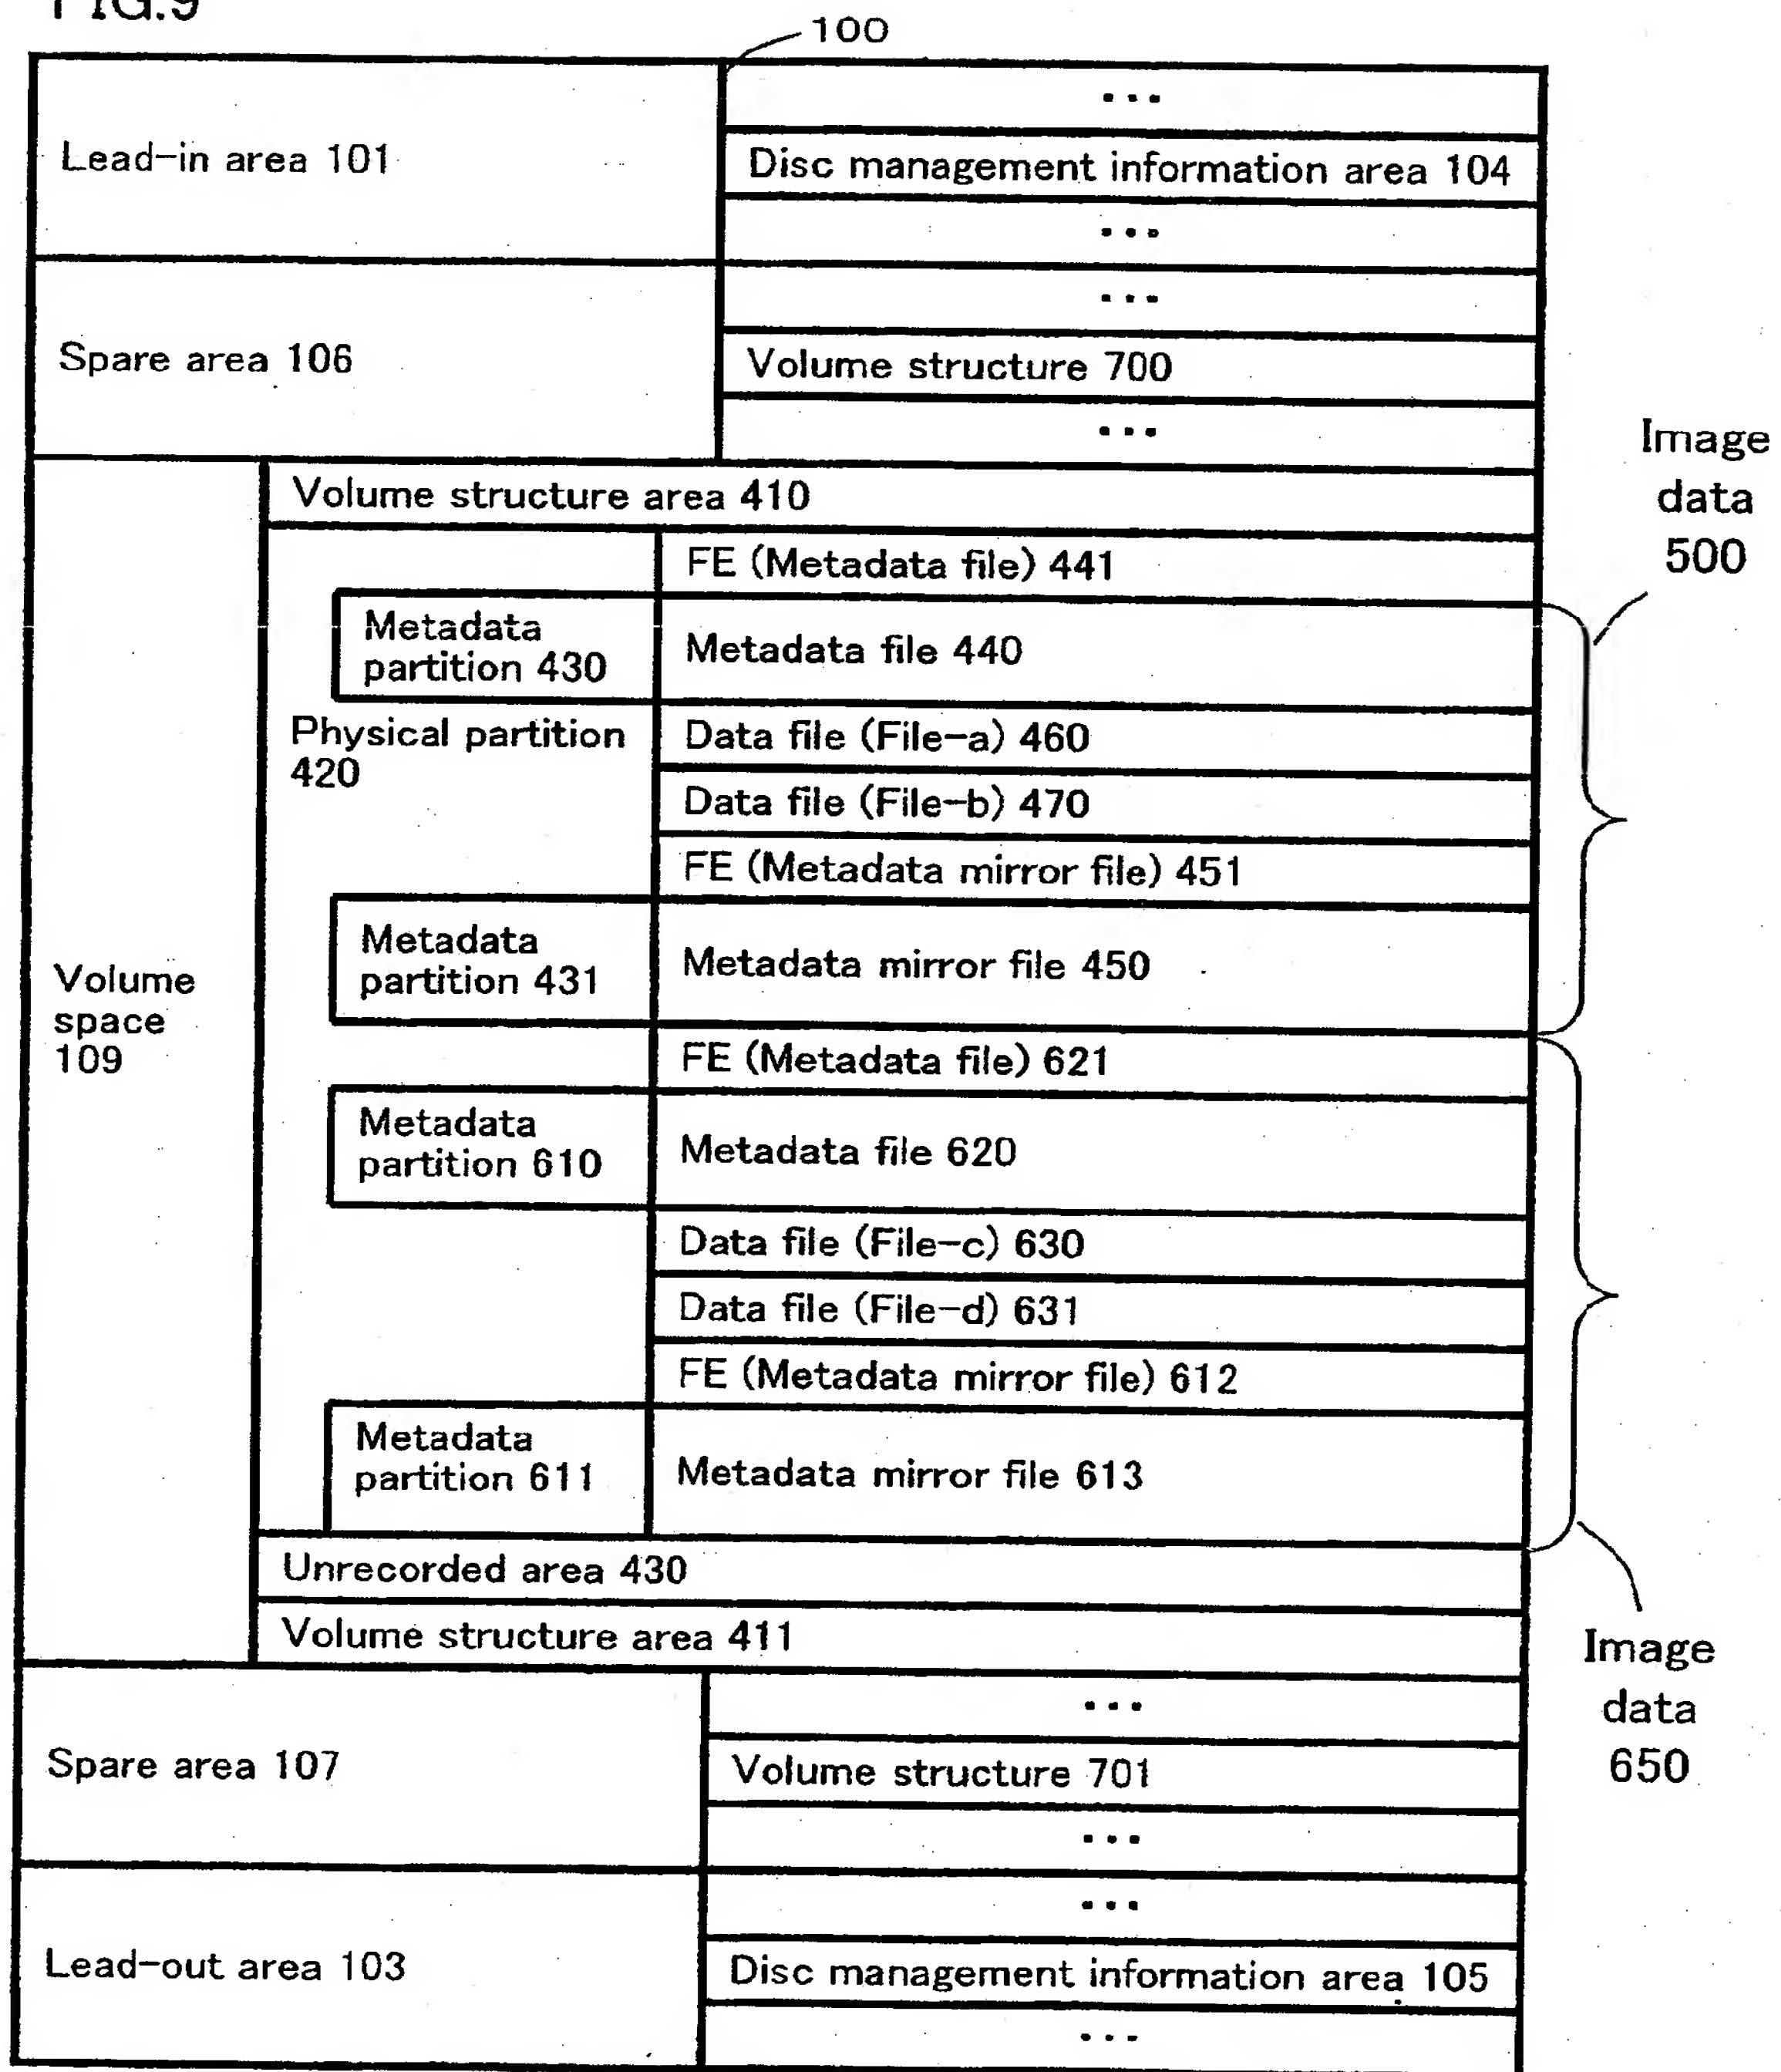 FIG.9
100
...
Lead-in area 101
Disc management information area 104
...
...
Spare area 106
Volume structure 700
...
Image
data
500
Volume structure area 410
FE (Metadata file) 441
Metadata
partition 430
Metadata file 440
Physical partition
420
Data file (File-a) 460
Data file (File-b) 470
FE (Metadata mirror file) 451
Metadata
partition 431
Metadata mirror file 450
Volume
space
109
FE (Metadata file) 621
Metadata
partition 610
Metadata file 620
Data file (File-c) 630
Data file (File-d) 631
FE (Metadata mirror file) 612
Metadata
partition 611
Metadata mirror file 613
Unrecorded area 430
Volume structure area 411
Image
data
650
...
Spare area 107
Volume structure 701
...
...
Lead-out area 103
Disc management information area 105
...